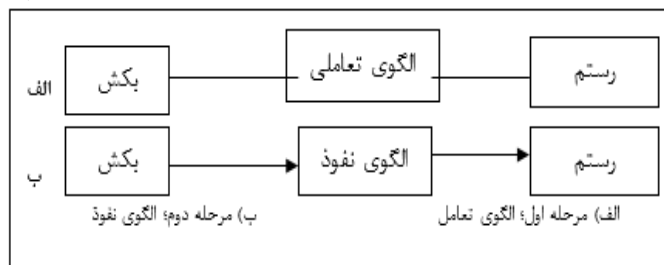 رستم الگوی تعاملی بکش الف
رستم الگوی نفوذ بکش ب
الف) مرحله اول؛ الگوی تعامل ب) مرحله دوم؛ الگوی نفوذ